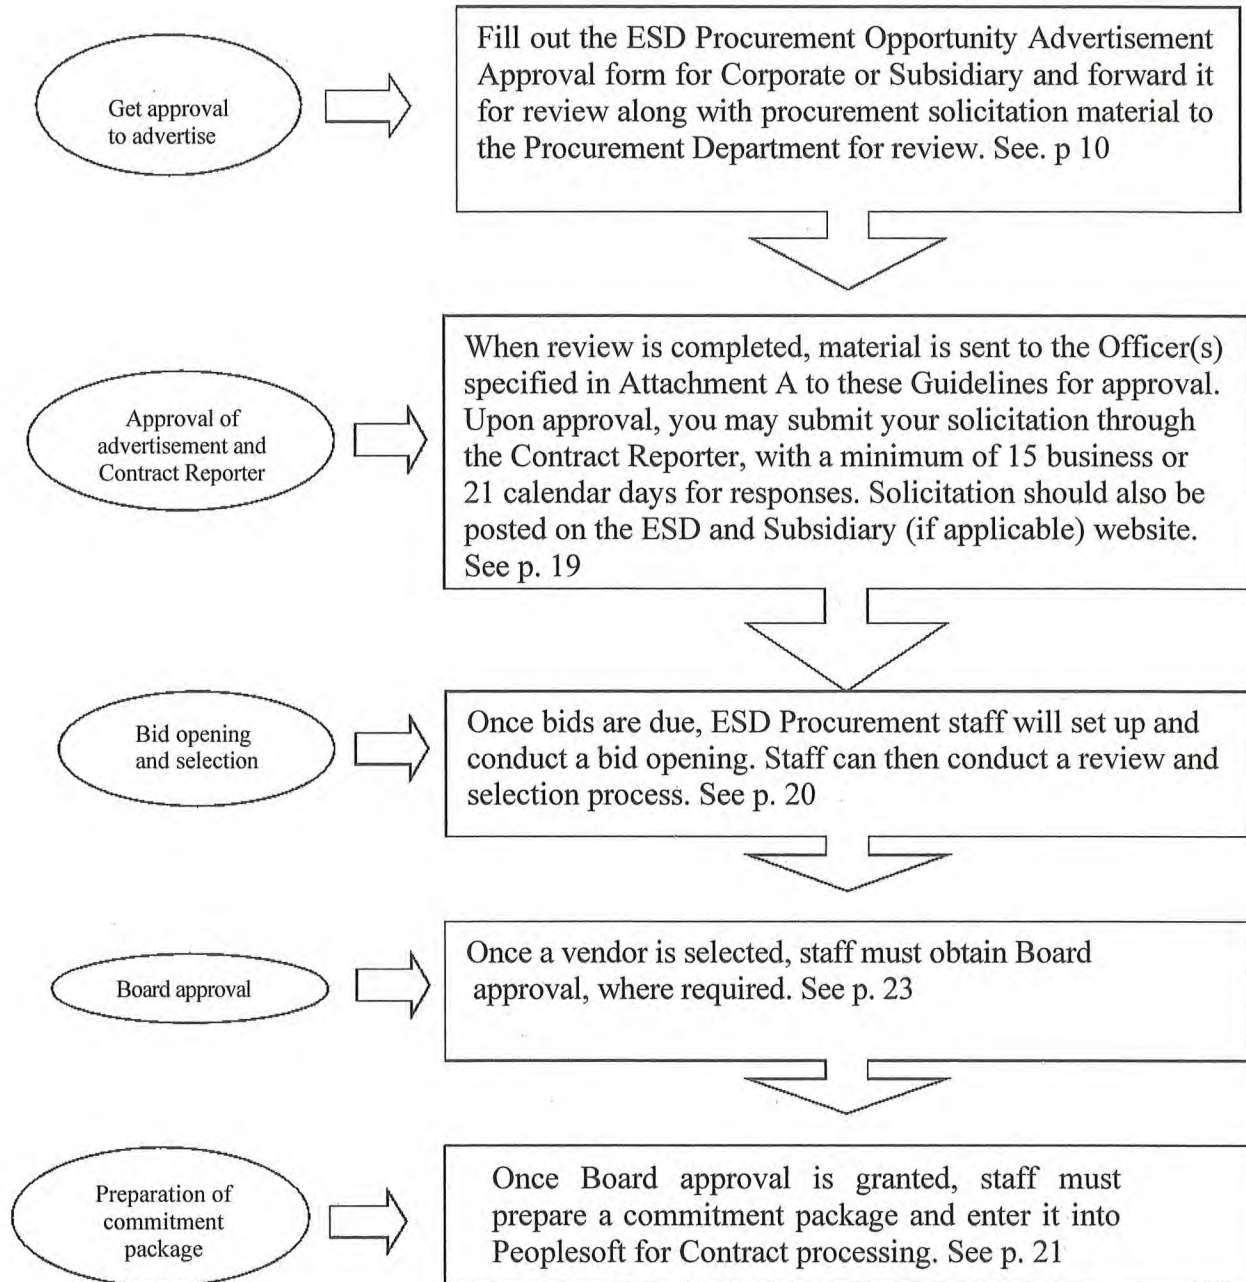 Get approval
to advertise
Fill out the ESD Procurement Opportunity Advertisement
Approval form for Corporate or Subsidiary and forward it
for review along with procurement solicitation material to
the Procurement Department for review. See. p 10
Approval of
advertisement and
Contract Reporter
When review is completed, material is sent to the Officer(s)
specified in Attachment A to these Guidelines for approval.
Upon approval, you may submit your solicitation through
the Contract Reporter, with a minimum of 15 business or
21 calendar days for responses. Solicitation should also be
posted on the ESD and Subsidiary (if applicable) website.
See p. 19
Bid opening
and selection
Once bids are due, ESD Procurement staff will set up and
conduct a bid opening. Staff can then conduct a review and
selection process. See p. 20
Board approval
Once a vendor is selected, staff must obtain Board
approval, where required. See p. 23
Preparation of
commitment
package
Once Board approval is granted, staff must
prepare a commitment package and enter it into
Peoplesoft for Contract processing. See p. 21